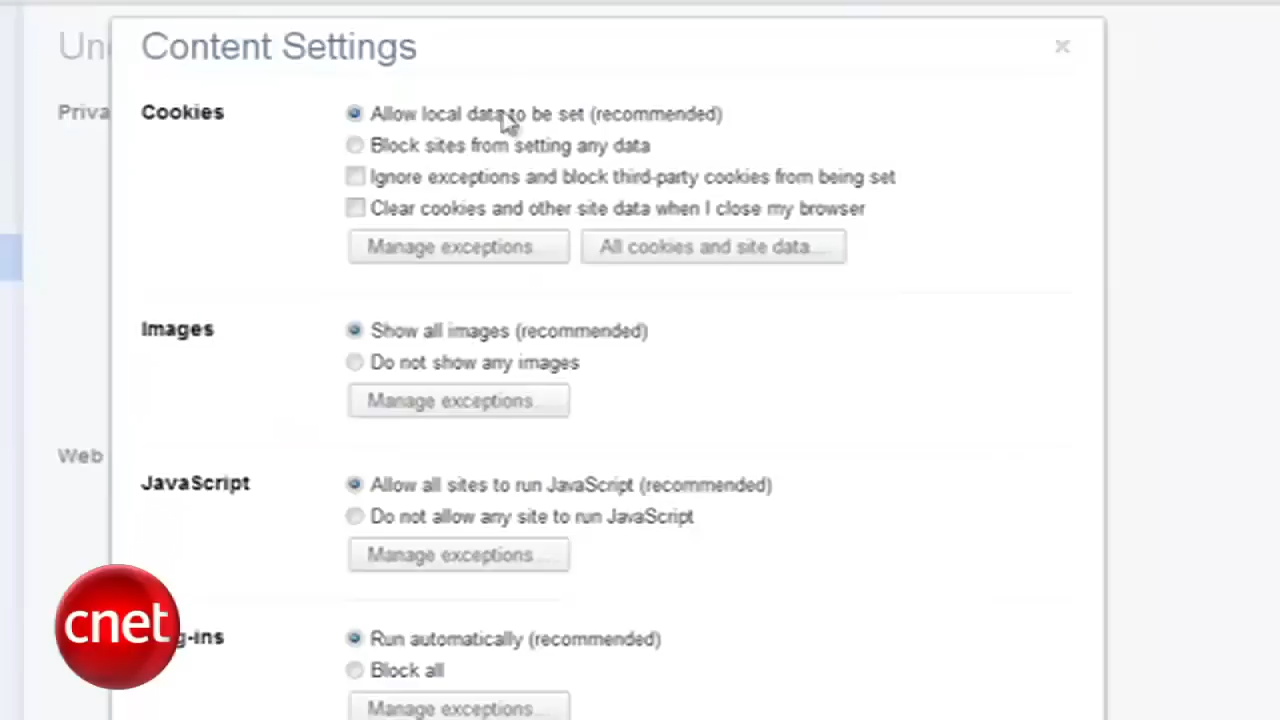 Content Settings
Cookies
Allow local data to be set (recommended)
Block sites from setting any data
Ignore exceptions and block third-party cookies from being set
Clear cookies and other site data when I close my browser
Manage exceptions...
All cookies and site data...
Images
Show all images (recommended)
Do not show any images
Manage exceptions...
Web
JavaScript
Allow all sites to run JavaScript (recommended)
Do not allow any site to run JavaScript
Manage exceptions...
cnet
g-ins
Run automatically (recommended)
Block all
Manage exceptions...